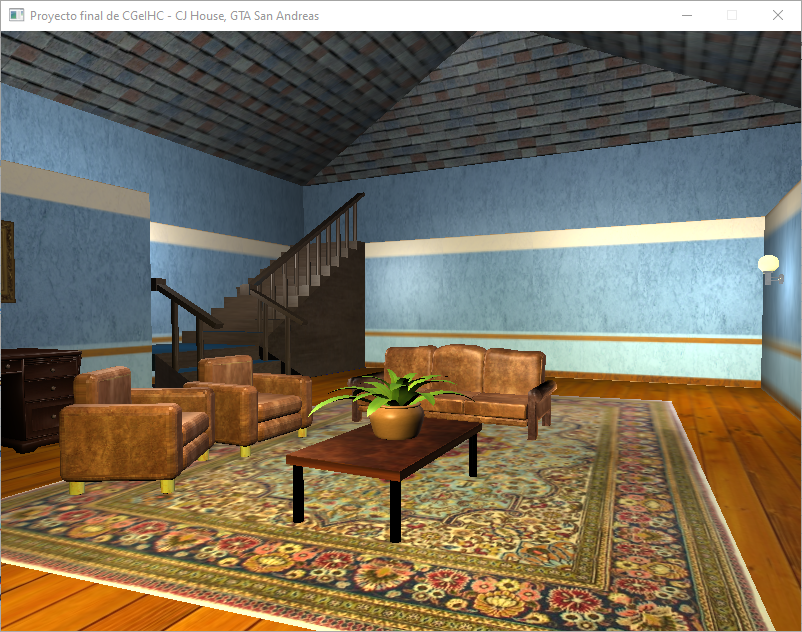 Proyecto final de CGeIHC - CJ House, GTA San Andreas